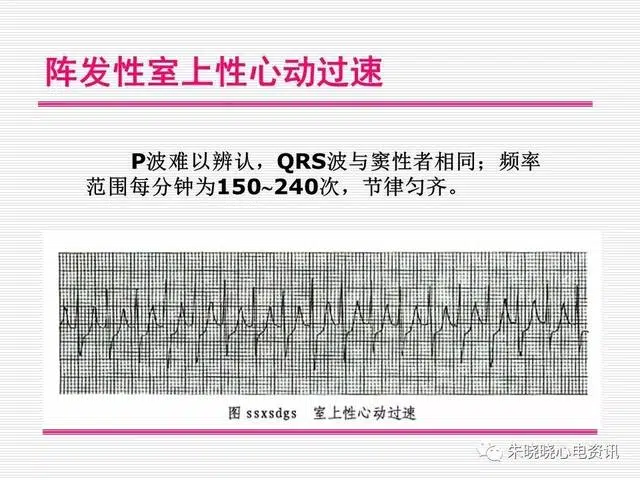 阵发性室上性心动过速
P波难以辨认，QRS波与窦性者相同；频率
范围每分钟为150~240次，节律匀齐。
图 ssxsdgs 室上性心动过速
朱晓晓心电资讯